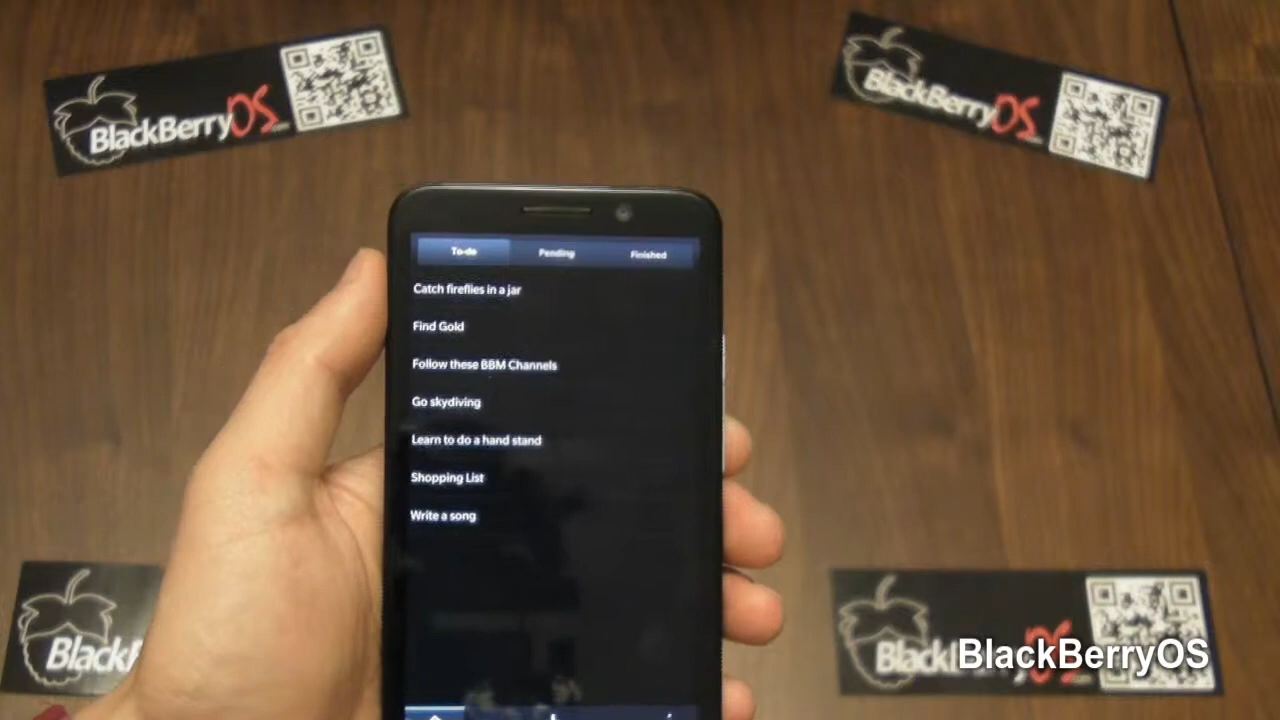 BlackBerryOS
.com
BlackBerryOS
To-do
Pending
Finished
Catch fireflies in a jar
Find Gold
Follow these BBM Channels
Go skydiving
Learn to do a hand stand
Shopping List
Write a song
BlackBerryOS